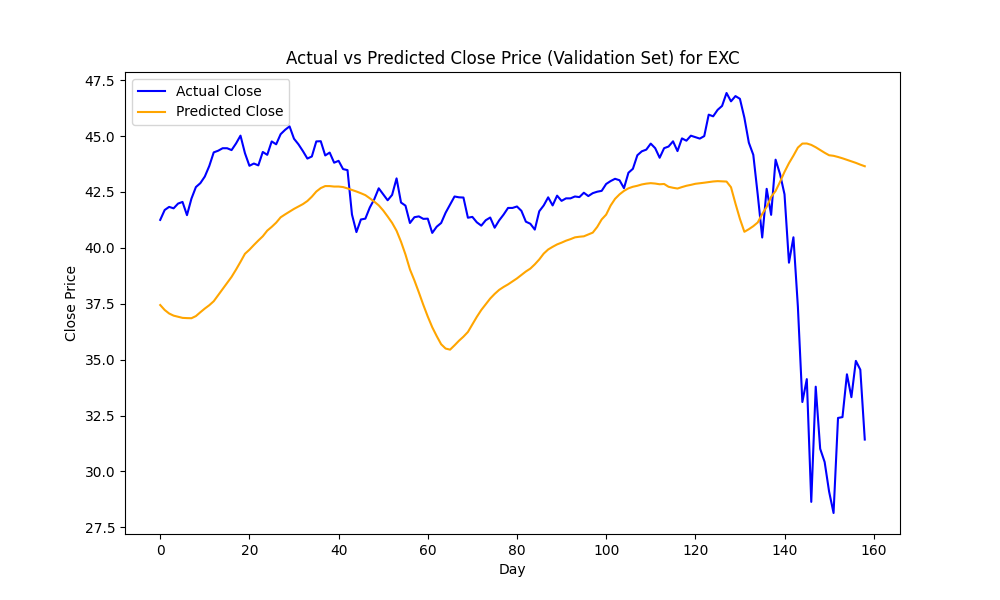 Actual vs Predicted Close Price (Validation Set) for EXC
Actual Close
Predicted Close
Close Price
47.5
45.0
42.5
40.0
37.5
35.0
32.5
30.0
27.5
0 20 40 60 80 100 120 140 160
Day